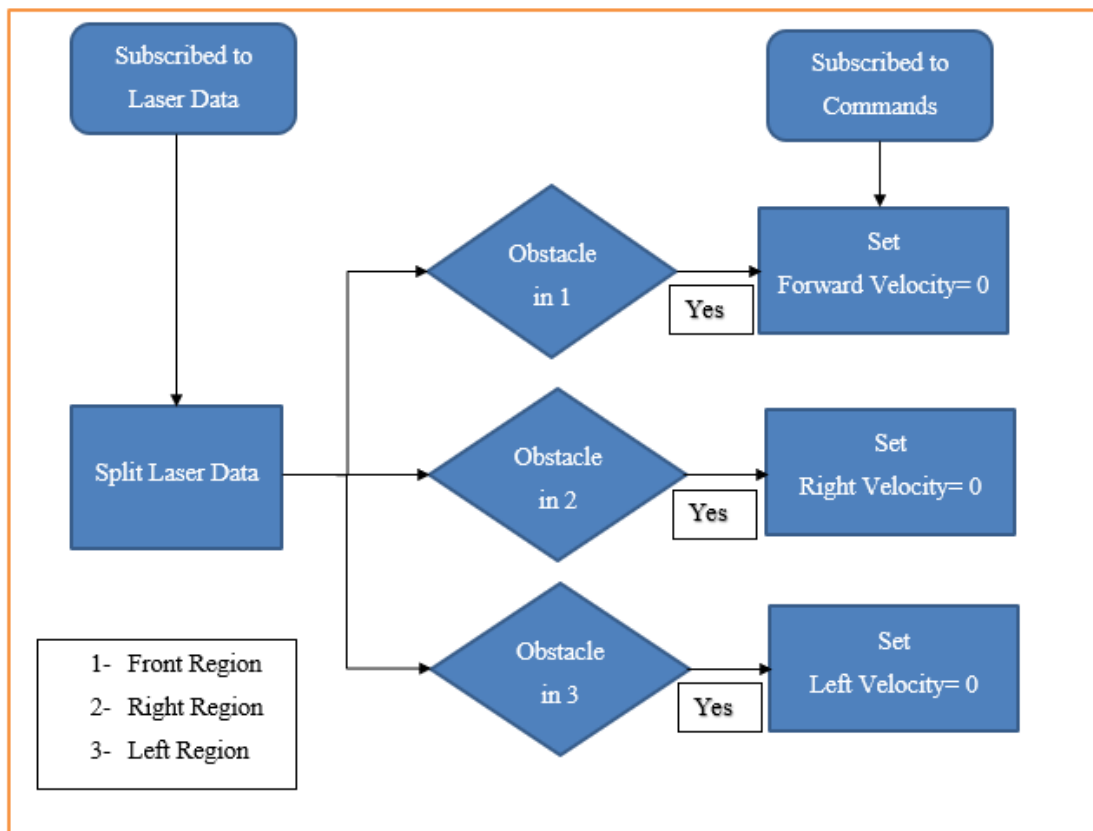 Subscribed to
Laser Data
Subscribed to
Commands
Obstacle
in 1
Yes
Set
Forward Velocity= 0
Split Laser Data
Obstacle
in 2
Yes
Set
Right Velocity= 0
Obstacle
in 3
Yes
Set
Left Velocity= 0
1- Front Region
2- Right Region
3- Left Region